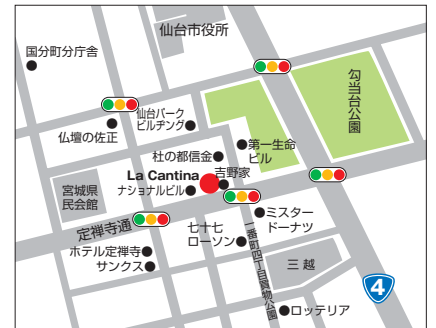 仙台市役所
国分町分庁舎
勾当台公園
仙台パーク
ビルヂング
仏壇の佐正
第一生命
ビル
杜の都信金
La Cantina
吉野家
ナショナルビル
宮城県
民会館
定禅寺通
ミスター
ドーナツ
七十七
ローソン
ホテル定禅寺
サンクス
一番町四丁目買物公園
三越
4
ロッテリア